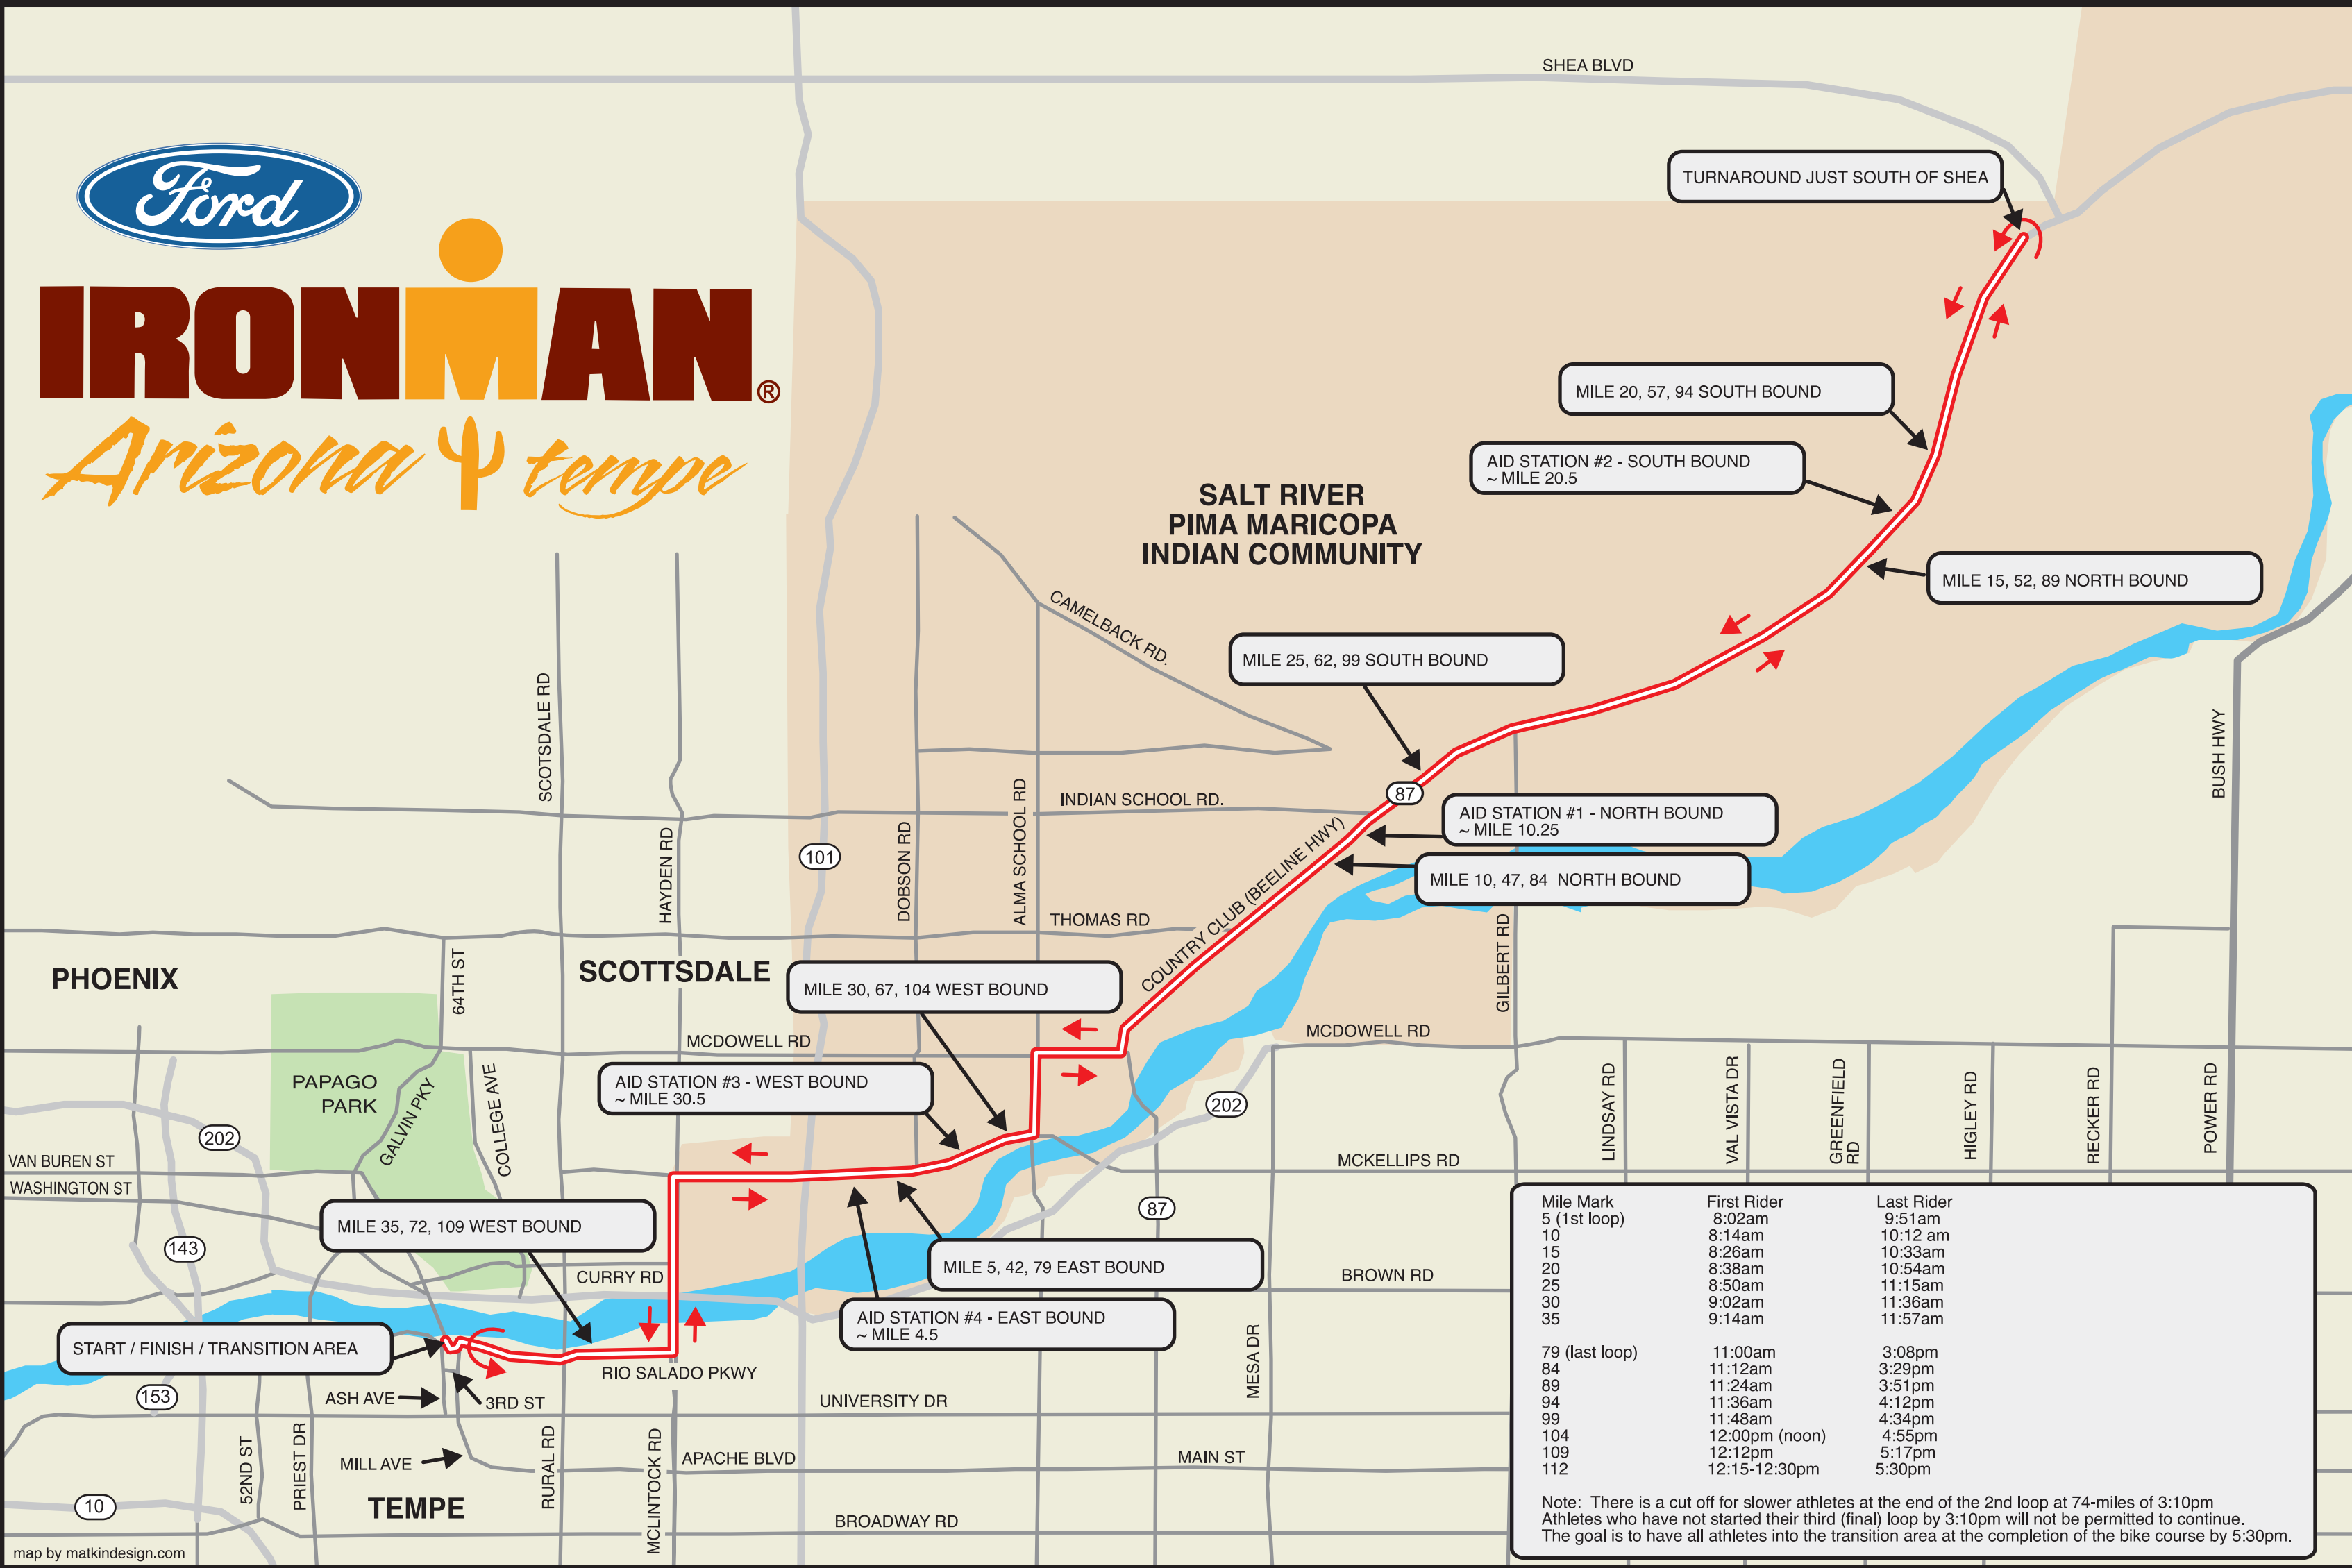 SHEA BLVD
TURNAROUND JUST SOUTH OF SHEA
Ford
IRONMAN®
Arizona tempe
MILE 20, 57, 94 SOUTH BOUND
AID STATION #2 - SOUTH BOUND
~ MILE 20.5
SALT RIVER
PIMA MARICOPA
INDIAN COMMUNITY
MILE 15, 52, 89 NORTH BOUND
CAMELBACK RD.
MILE 25, 62, 99 SOUTH BOUND
SCOTSDALE RD
HAYDEN RD
101
DOBSON RD
ALMA SCHOOL RD
INDIAN SCHOOL RD.
87
BUSH HWY
AID STATION #1 - NORTH BOUND
~ MILE 10.25
MILE 10, 47, 84 NORTH BOUND
COUNTRY CLUB (BEELINE HWY)
THOMAS RD
GILBERT RD
PHOENIX
64TH ST
SCOTTSDALE
MILE 30, 67, 104 WEST BOUND
MCDOWELL RD
MCDOWELL RD
PAPAGO
PARK
GALVIN PKY
COLLEGE AVE
AID STATION #3 - WEST BOUND
~ MILE 30.5
202
202
LINDSAY RD
VAL VISTA DR
GREENFIELD
RD
HIGLEY RD
RECKER RD
POWER RD
VAN BUREN ST
WASHINGTON ST
MCKELLIPS RD
87
143
MILE 35, 72, 109 WEST BOUND
CURRY RD
MILE 5, 42, 79 EAST BOUND
BROWN RD
AID STATION #4 - EAST BOUND
~ MILE 4.5
START / FINISH / TRANSITION AREA
RIO SALADO PKWY
MESA DR
153
ASH AVE
3RD ST
UNIVERSITY DR
52ND ST
PRIEST DR
MILL AVE
RURAL RD
MCLINTOCK RD
APACHE BLVD
MAIN ST
10
TEMPE
BROADWAY RD
map by matkindesign.com
Mile Mark First Rider Last Rider
5 (1st loop) 8:02am 9:51am
10 8:14am 10:12 am
15 8:26am 10:33am
20 8:38am 10:54am
25 8:50am 11:15am
30 9:02am 11:36am
35 9:14am 11:57am
79 (last loop) 11:00am 3:08pm
84 11:12am 3:29pm
89 11:24am 3:51pm
94 11:36am 4:12pm
99 11:48am 4:34pm
104 12:00pm (noon) 4:55pm
109 12:12pm 5:17pm
112 12:15-12:30pm 5:30pm
Note: There is a cut off for slower athletes at the end of the 2nd loop at 74-miles of 3:10pm
Athletes who have not started their third (final) loop by 3:10pm will not be permitted to continue.
The goal is to have all athletes into the transition area at the completion of the bike course by 5:30pm.